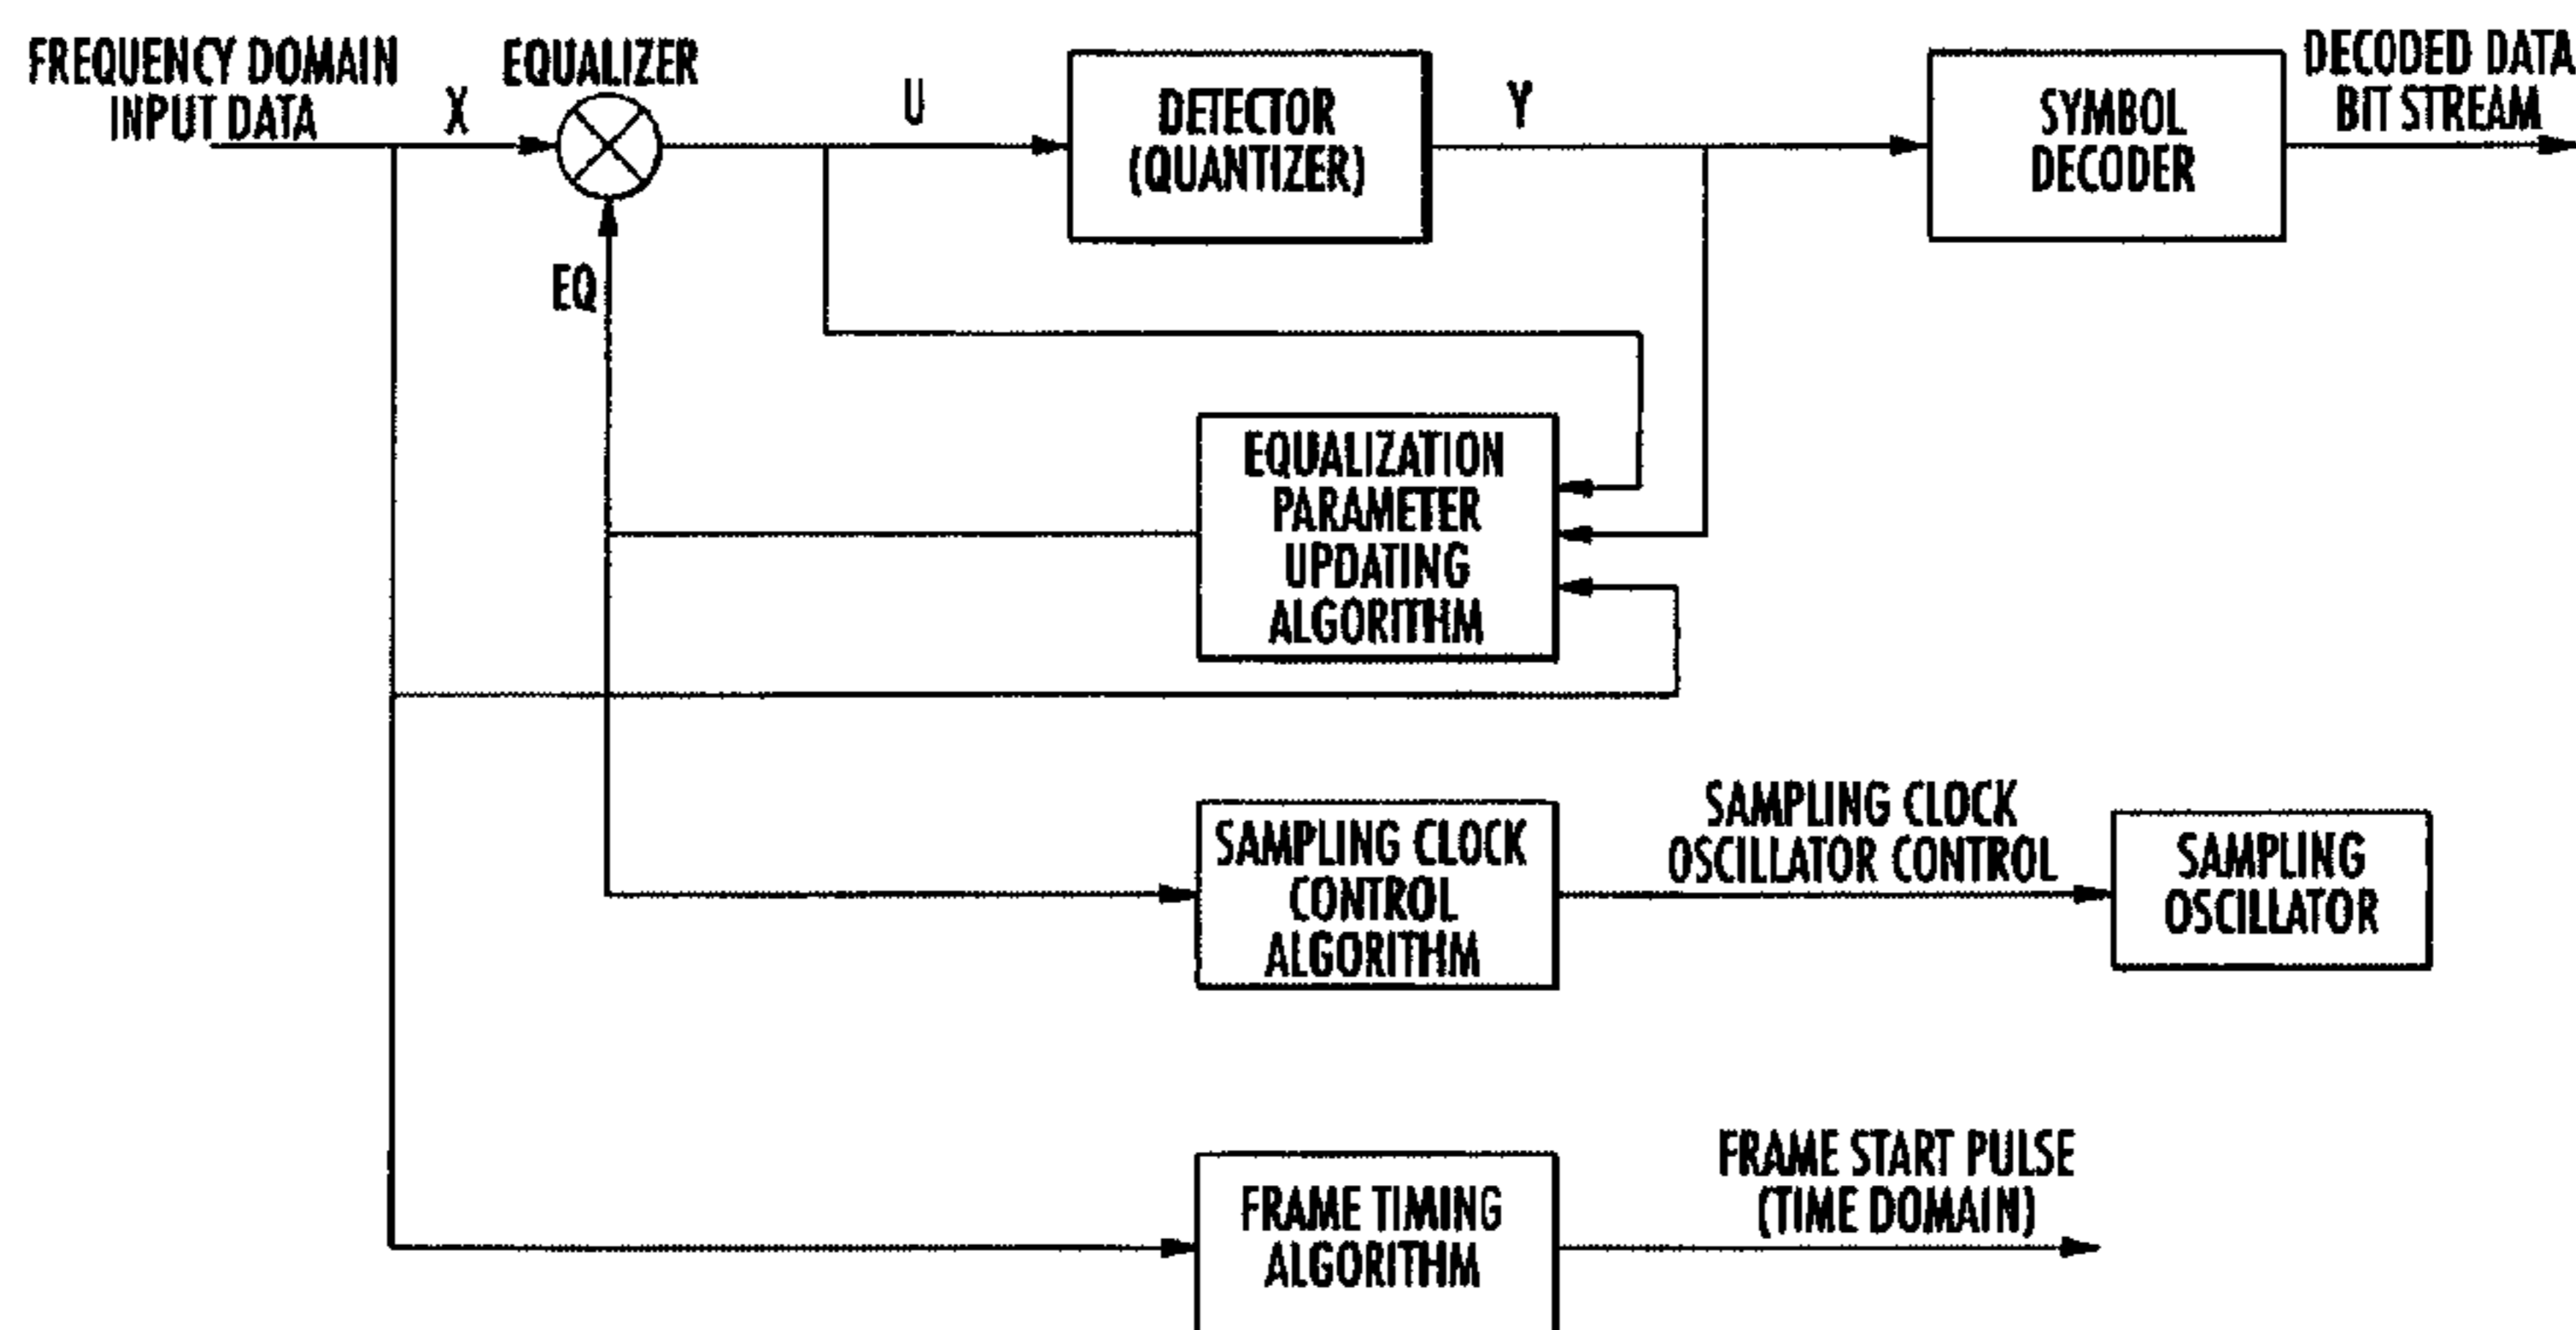 FREQUENCY DOMAIN
INPUT DATA
X
EQUALIZER
U
DETECTOR
(QUANTIZER)
Y
SYMBOL
DECODER
DECODED DATA
BIT STREAM
EQ
EQUALIZATION
PARAMETER
UPDATING
ALGORITHM
SAMPLING CLOCK
CONTROL
ALGORITHM
SAMPLING CLOCK
OSCILLATOR CONTROL
SAMPLING
OSCILLATOR
FRAME TIMING
ALGORITHM
FRAME START PULSE
(TIME DOMAIN)